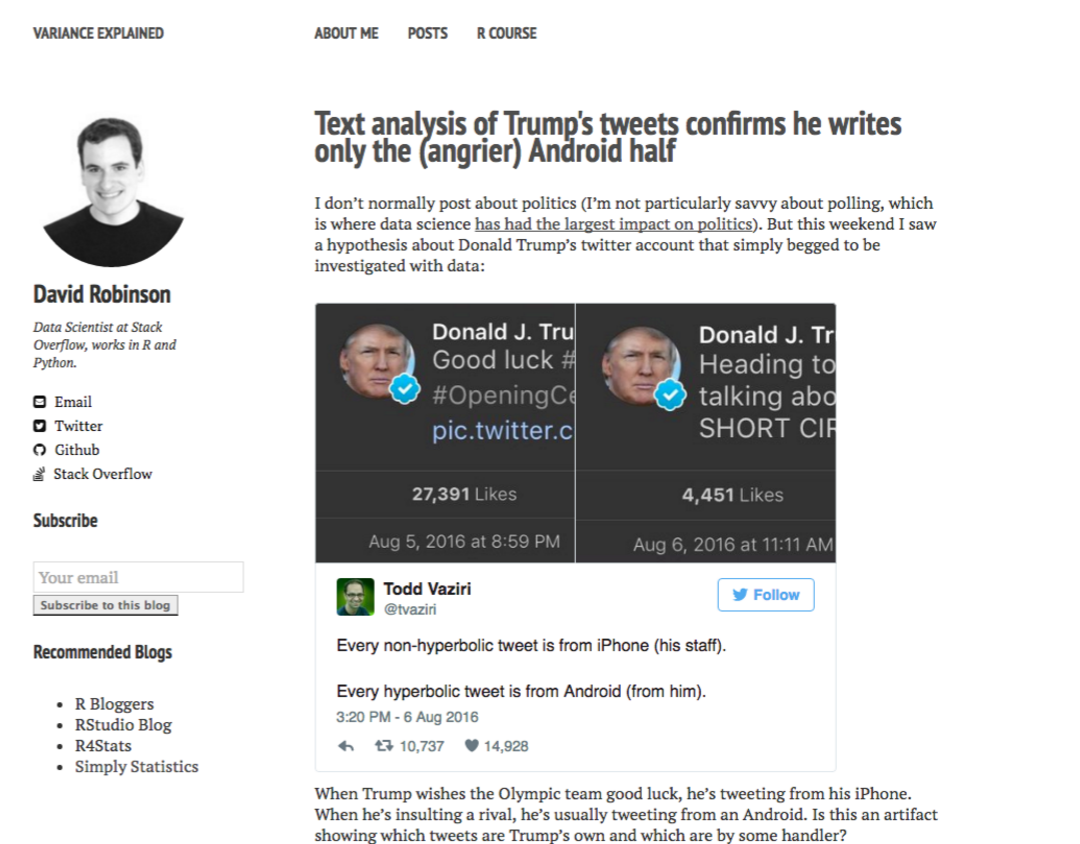 VARIANCE EXPLAINED
ABOUT ME POSTS R COURSE
David Robinson
Data Scientist at Stack
Overflow, works in R and
Python.
Email
Twitter
Github
Stack Overflow
Subscribe
Your email
Subscribe to this blog
Recommended Blogs
R Bloggers
RStudio Blog
R4Stats
Simply Statistics
Text analysis of Trump's tweets confirms he writes
only the (angrier) Android half
I don't normally post about politics (I'm not particularly savvy about polling, which
is where data science has had the largest impact on politics). But this weekend I saw
a hypothesis about Donald Trump's twitter account that simply begged to be
investigated with data:
Donald J. Tru
Good luck #
#OpeningCe
pic.twitter.c
27,391 Likes
Aug 5, 2016 at 8:59 PM
Donald J. Tr
Heading to
talking abo
SHORT CIR
4,451 Likes
Aug 6, 2016 at 11:11 AM
Todd Vaziri
@tvaziri
Follow
Every non-hyperbolic tweet is from iPhone (his staff).
Every hyperbolic tweet is from Android (from him).
3:20 PM - 6 Aug 2016
10,737 14,928
When Trump wishes the Olympic team good luck, he's tweeting from his iPhone.
When he's insulting a rival, he's usually tweeting from an Android. Is this an artifact
showing which tweets are Trump's own and which are by some handler?